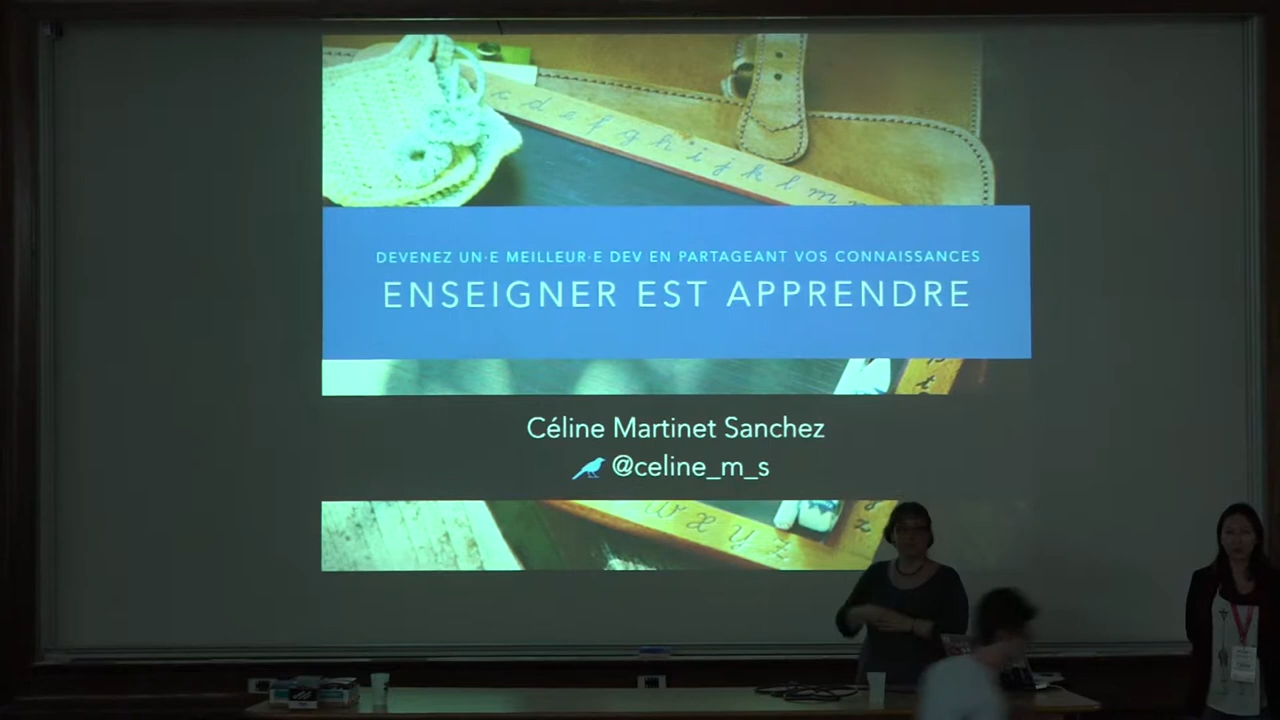 c d e f g h i j k l m n
DEVENEZ UN·E MEILLEUR·E DEV EN PARTAGEANT VOS CONNAISSANCES
ENSEIGNER EST APPRENDRE
Céline Martinet Sanchez
@celine_m_s
w x y z